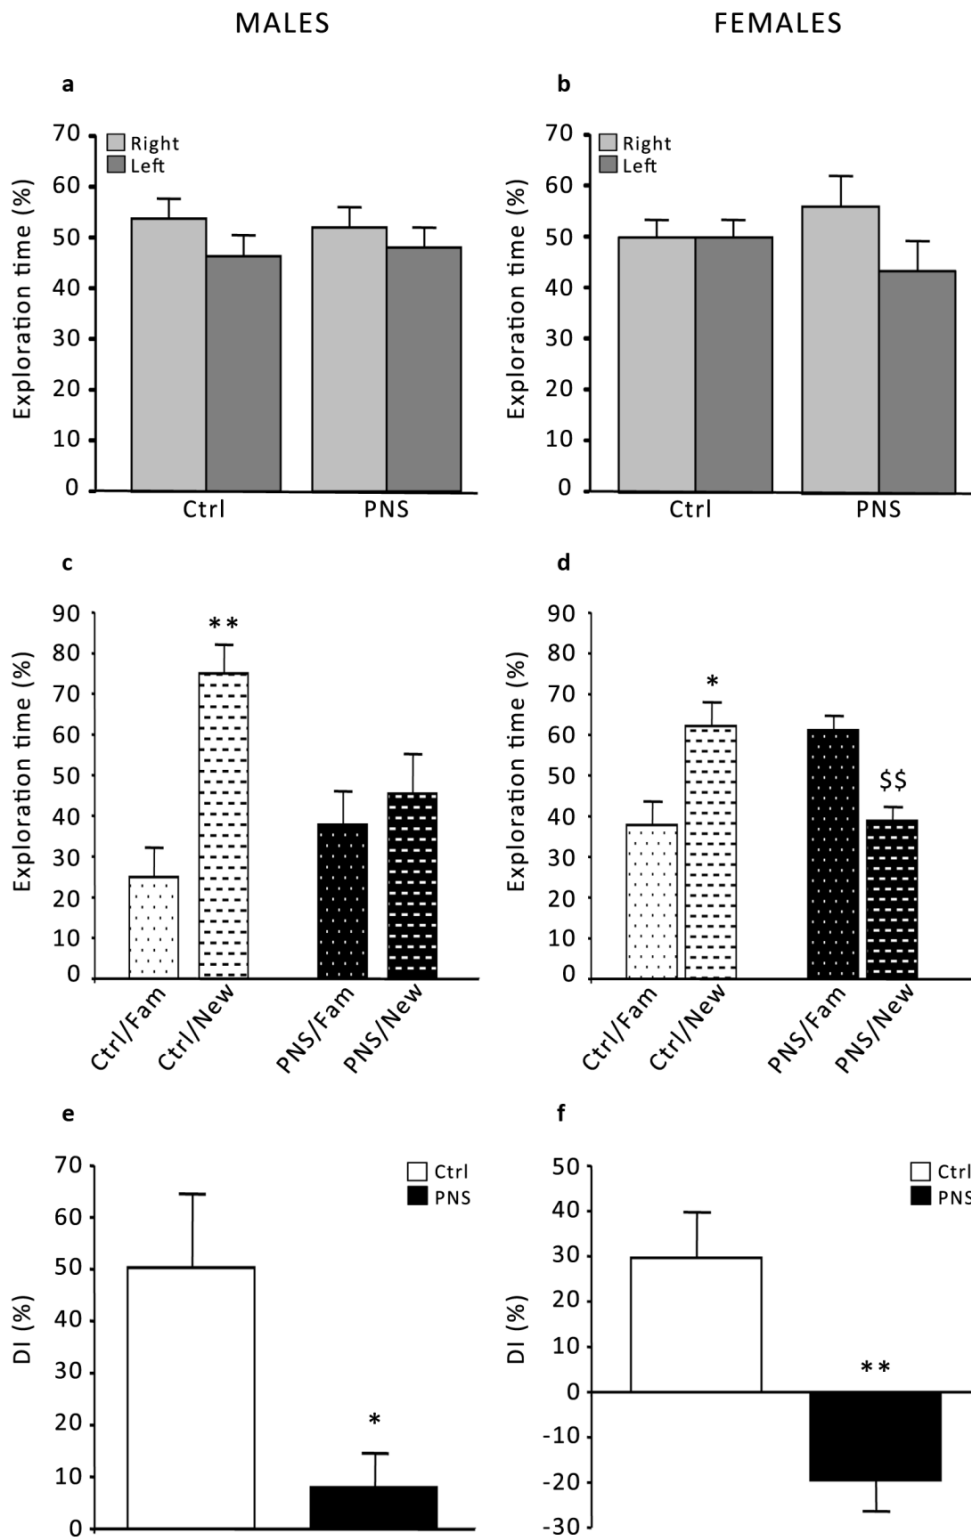 MALES
FEMALES
a
70
60
50
40
30
20
10
0
Exploration time (%)
Right
Left
Ctrl
PNS
b
70
60
50
40
30
20
10
0
Exploration time (%)
Right
Left
Ctrl
PNS
c
90
80
70
60
50
40
30
20
10
0
Exploration time (%)
**
Ctrl/Fam
Ctrl/New
PNS/Fam
PNS/New
d
90
80
70
60
50
40
30
20
10
0
Exploration time (%)
*
$$
Ctrl/Fam
Ctrl/New
PNS/Fam
PNS/New
e
70
60
50
40
30
20
10
0
DI (%)
Ctrl
PNS
*
f
50
40
30
20
10
0
-10
-20
-30
DI (%)
Ctrl
PNS
**